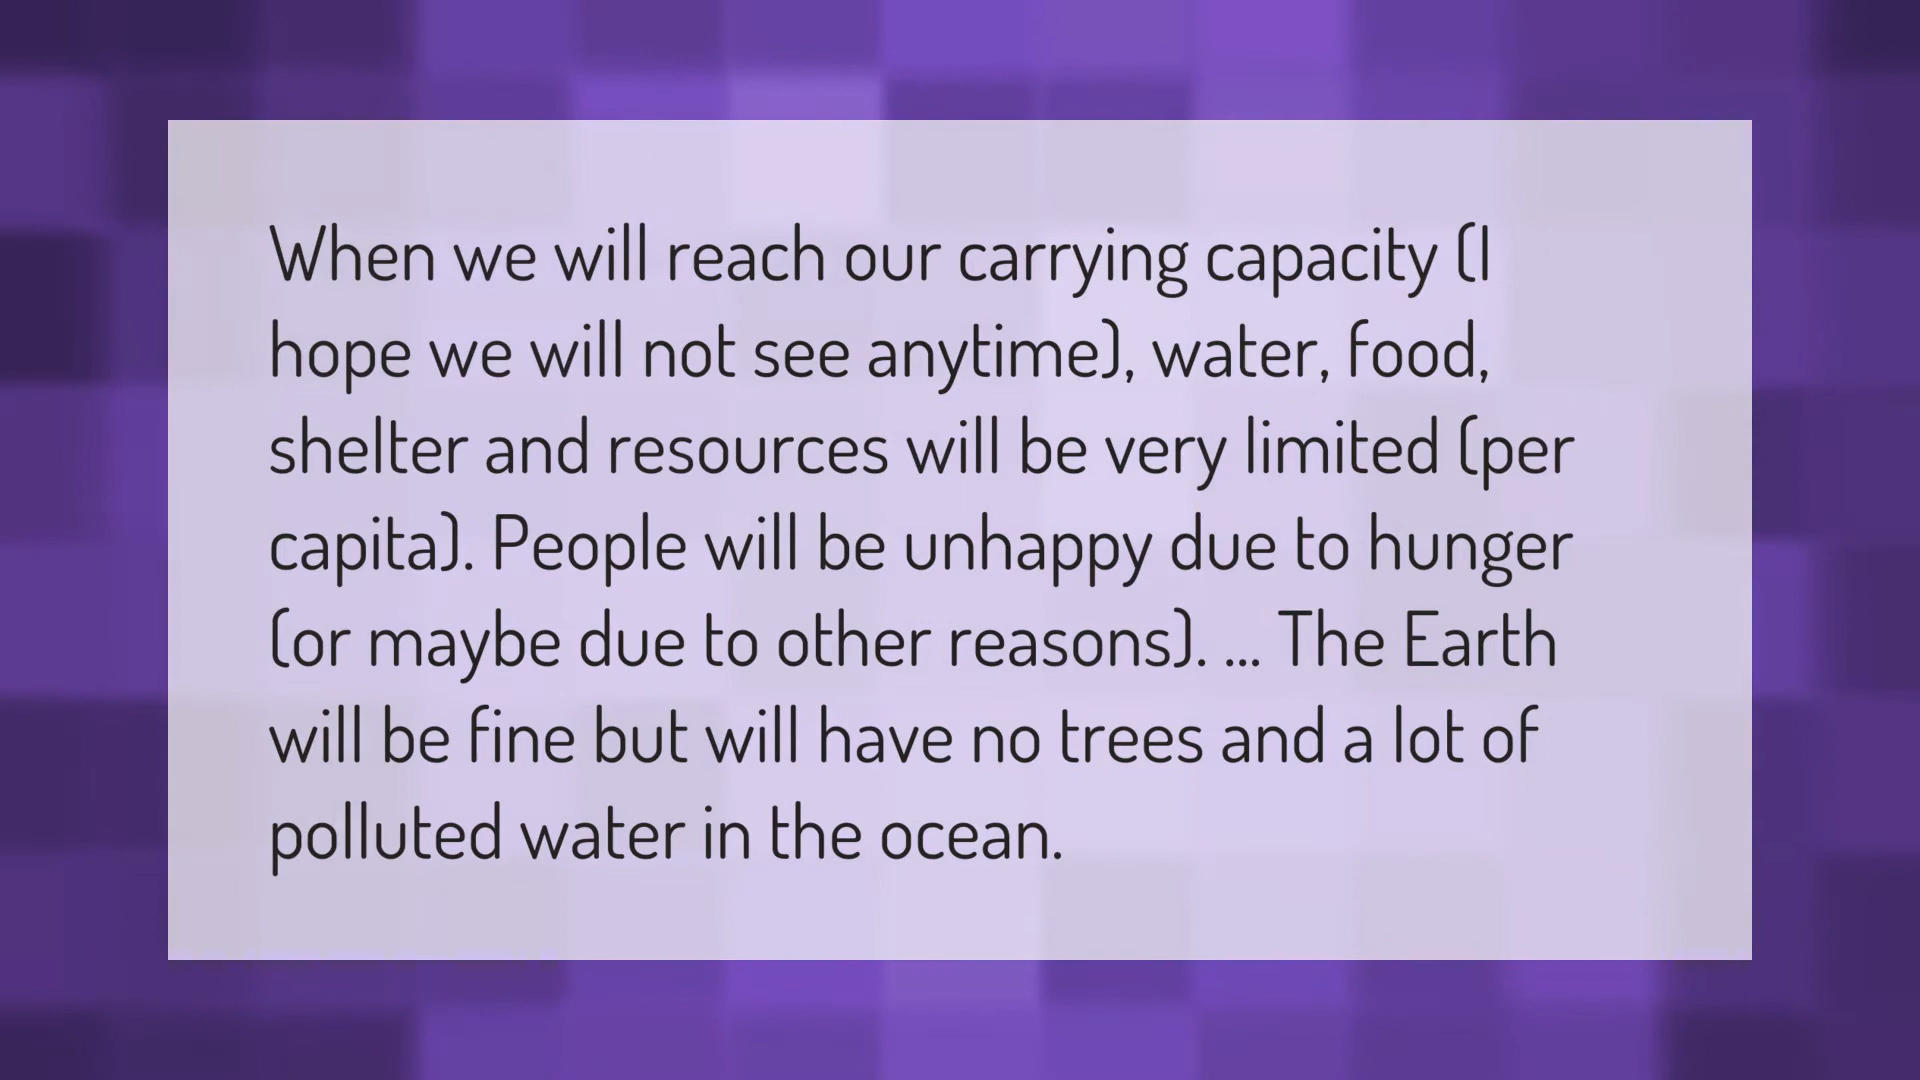 When we will reach our carrying capacity (I
hope we will not see anytime), water, food,
shelter and resources will be very limited (per
capita). People will be unhappy due to hunger
(or maybe due to other reasons). ... The Earth
will be fine but will have no trees and a lot of
polluted water in the ocean.